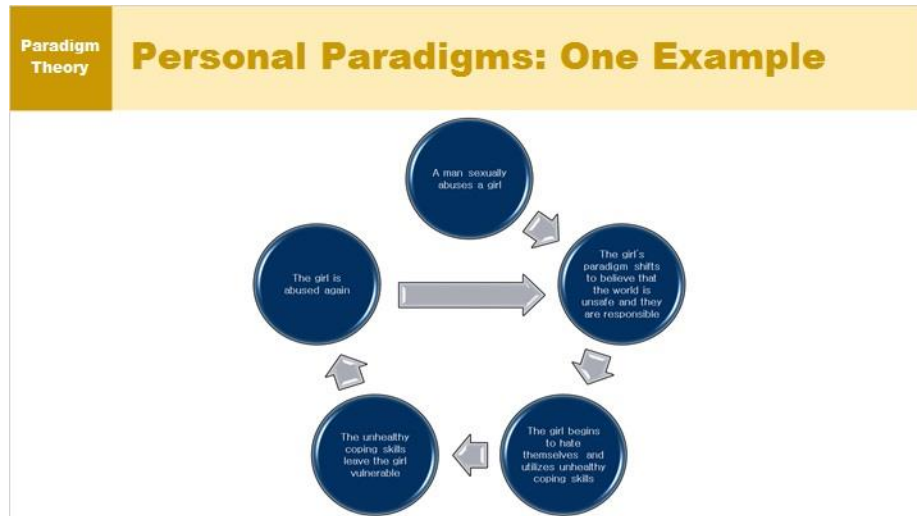 Paradigm
Theory
Personal Paradigms: One Example
A man sexually
abuses a girl
The girl's
paradigm shifts
to believe that
the world is
unsafe and they
are responsible
The girl begins
to hate
themselves and
utilizes unhealthy
coping skills
The unhealthy
coping skills
leave the girl
vulnerable
The girl is
abused again